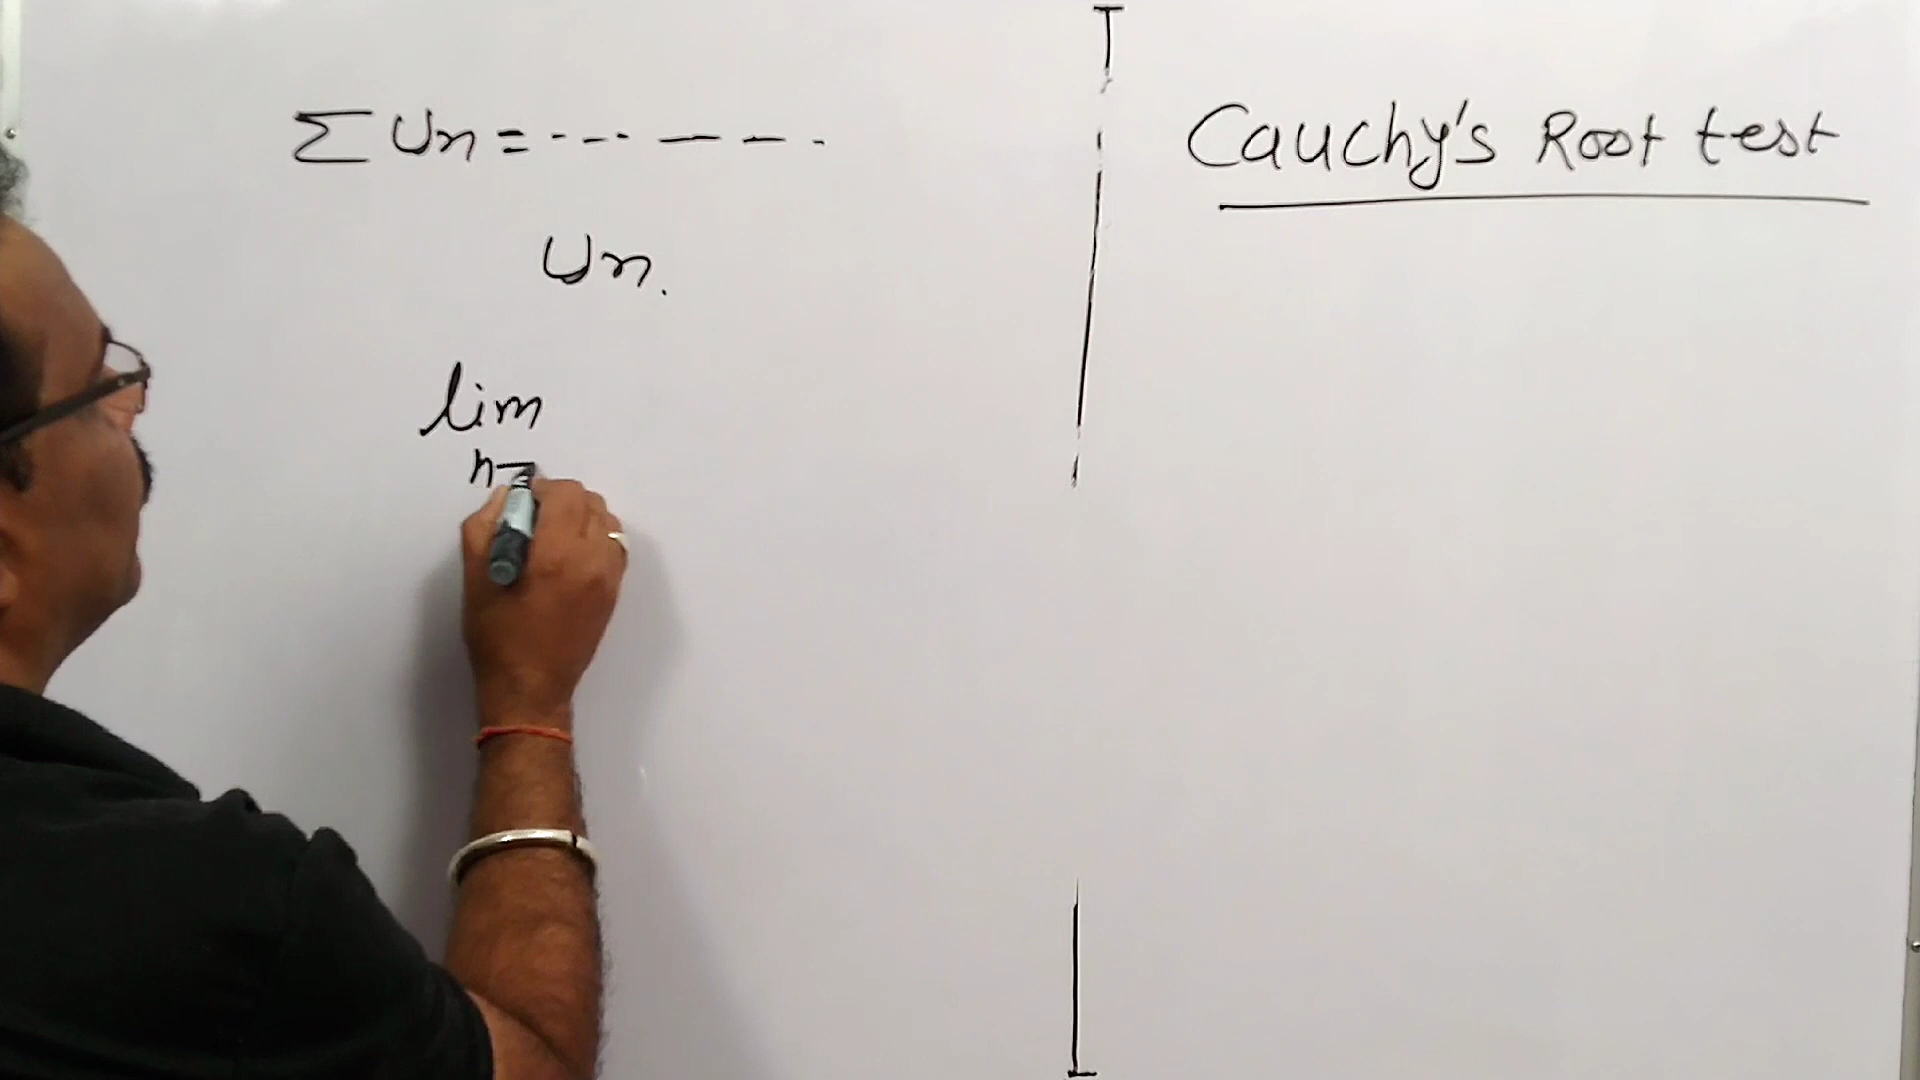 ∑ Un = --- — — - .
Un.
lim
n→
Cauchy's Root test